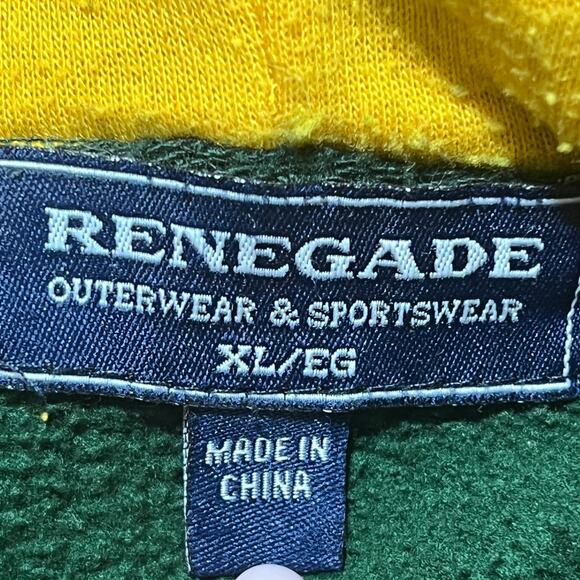 RENEGADE
OUTERWEAR & SPORTSWEAR
XL/EG
MADE IN
CHINA